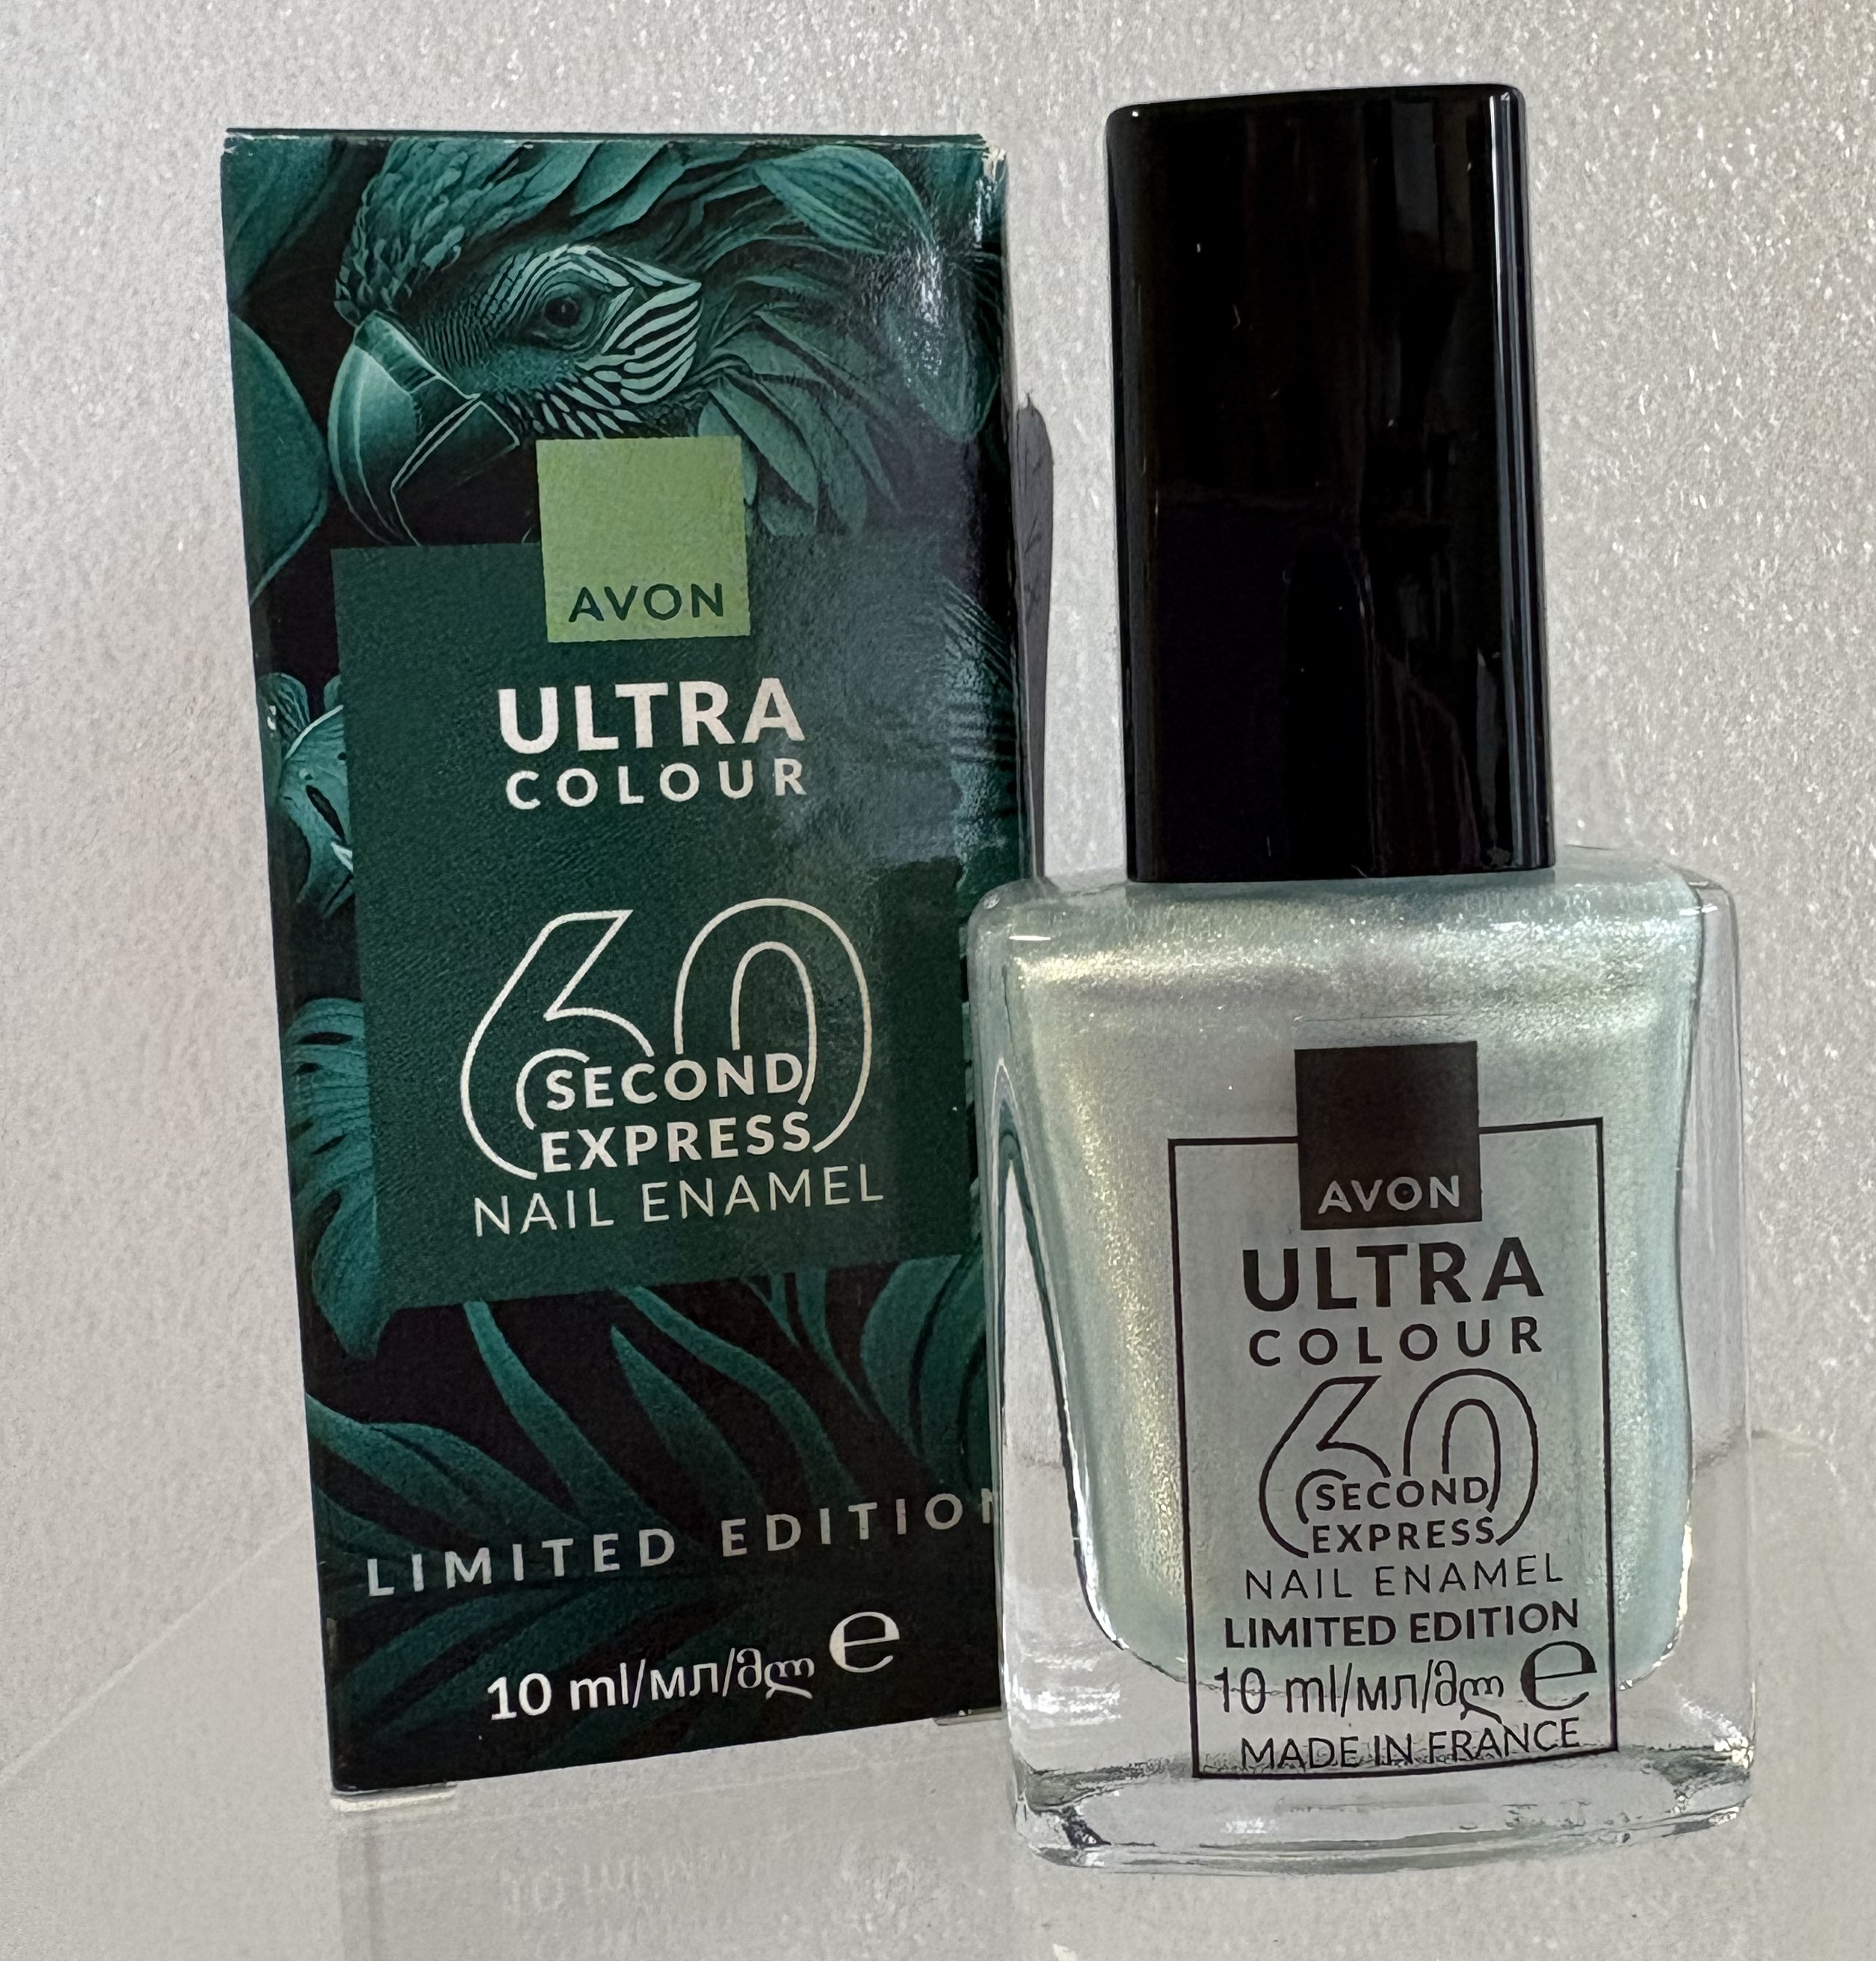 AVON
ULTRA
COLOUR
60
SECOND
EXPRESS
NAIL ENAMEL
LIMITED EDITION
10 ml/мл/მლ ℮
AVON
ULTRA
COLOUR
60
SECOND
EXPRESS
NAIL ENAMEL
LIMITED EDITION
10 ml/мл/მლ ℮
MADE IN FRANCE